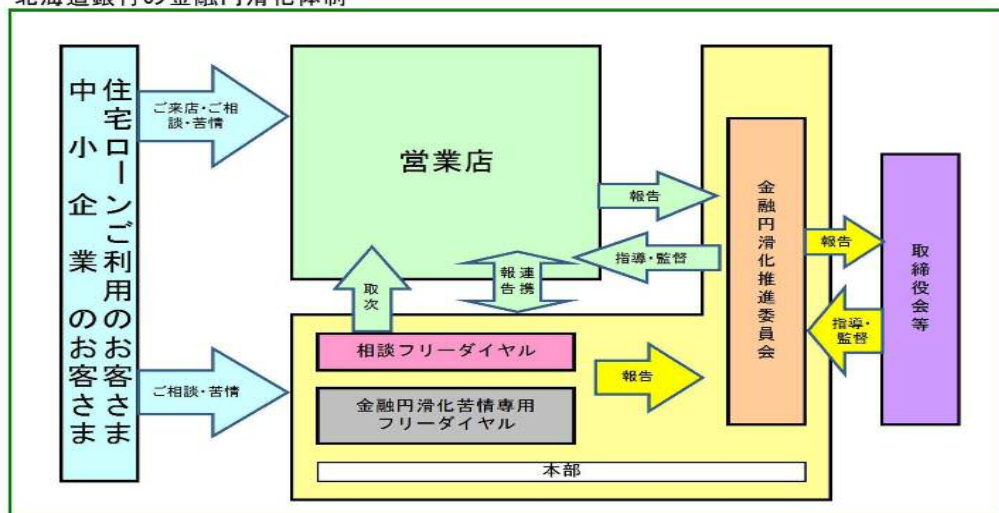 北海道銀行の金融円滑化体制
住宅ローンご利用のお客さま
中小企業のお客さま
ご来店・ご相
談・苦情
営業店
報告
指導・監督
取次
連携
報告
ご相談・苦情
相談フリーダイヤル
金融円滑化苦情専用
フリーダイヤル
報告
本部
金融円滑化推進委員会
報告
指導・
監督
取締役会等